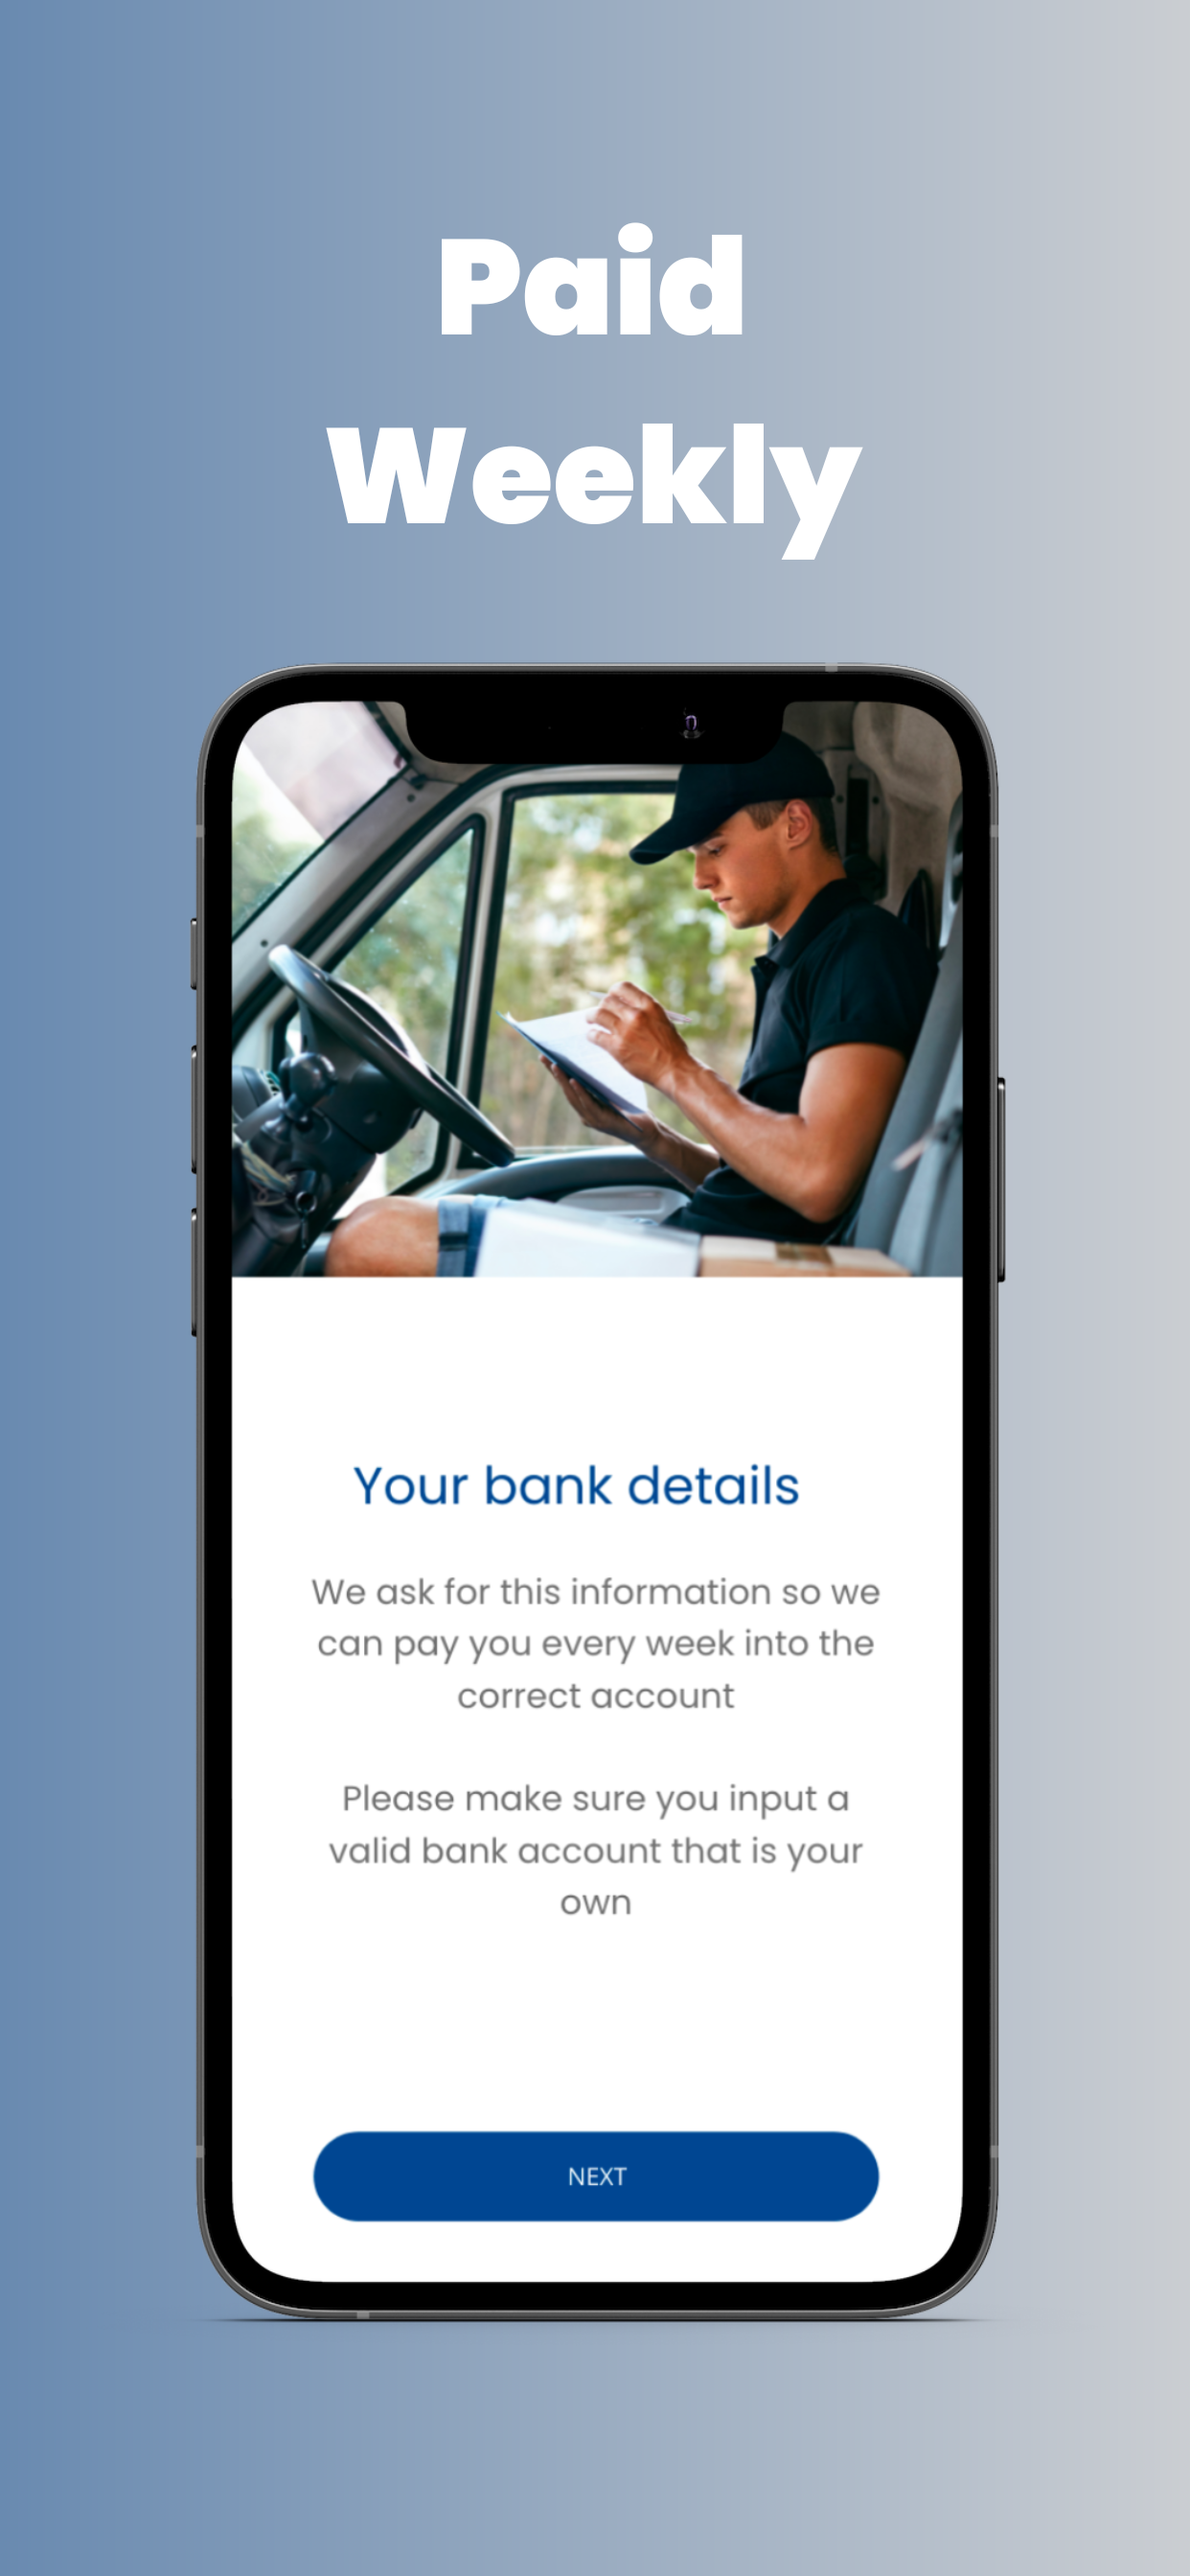 Paid
Weekly
Your bank details
We ask for this information so we
can pay you every week into the
correct account
Please make sure you input a
valid bank account that is your
own
NEXT